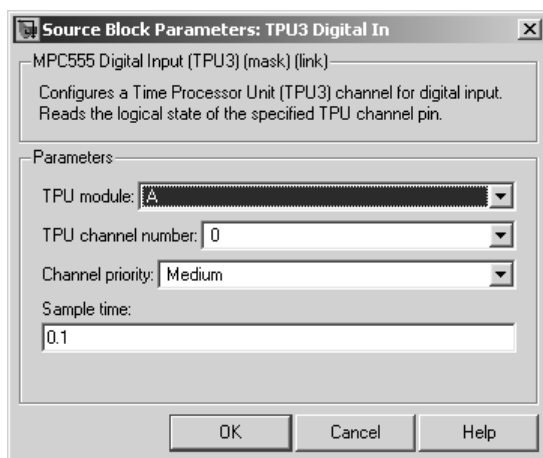 Source Block Parameters: TPU3 Digital In
MPC555 Digital Input (TPU3) (mask) (link)
Configures a Time Processor Unit (TPU3) channel for digital input.
Reads the logical state of the specified TPU channel pin.
Parameters
TPU module: A
TPU channel number: 0
Channel priority: Medium
Sample time:
0.1
OK Cancel Help